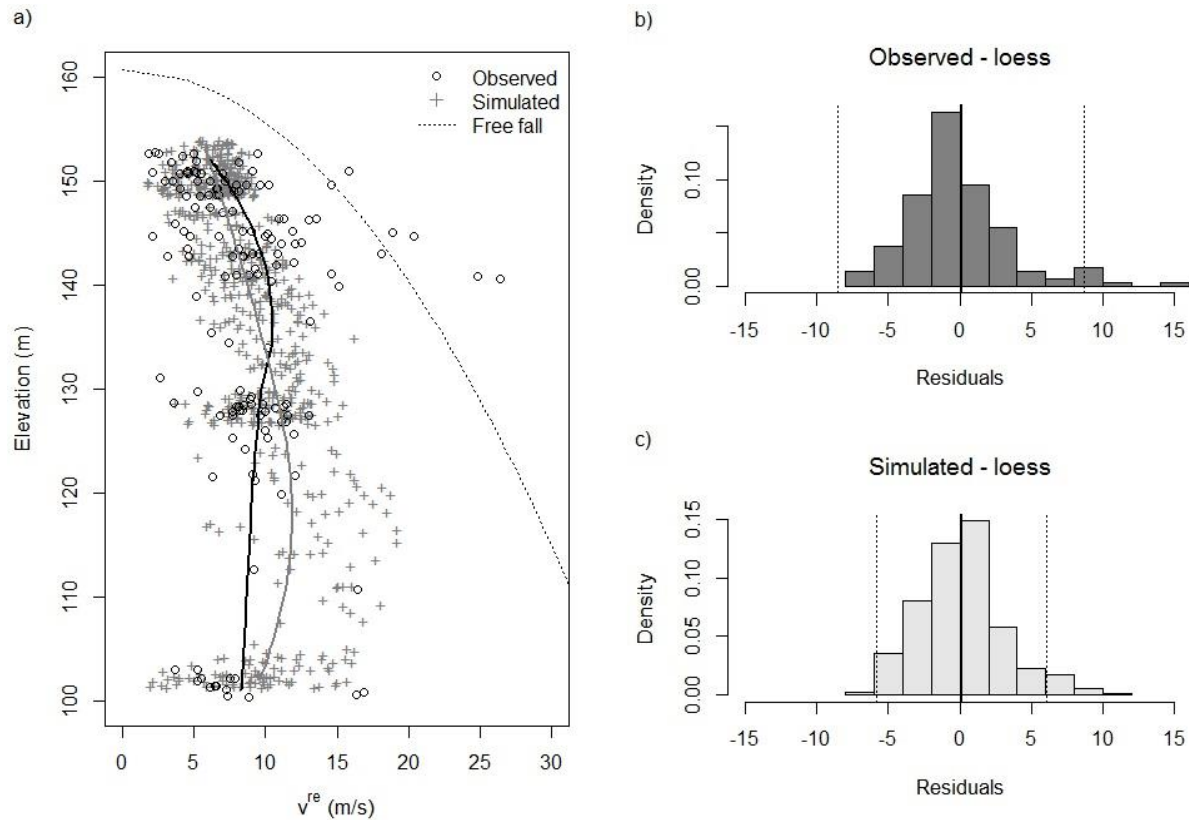 a)
Elevation (m)
160
150
140
130
120
110
100
Observed
Simulated
Free fall
0 5 10 15 20 25 30
v^re (m/s)
b)
Observed - loess
Density
0.10
0.00
-15 -10 -5 0 5 10 15
Residuals
c)
Simulated - loess
Density
0.15
0.10
0.05
0.00
-15 -10 -5 0 5 10 15
Residuals